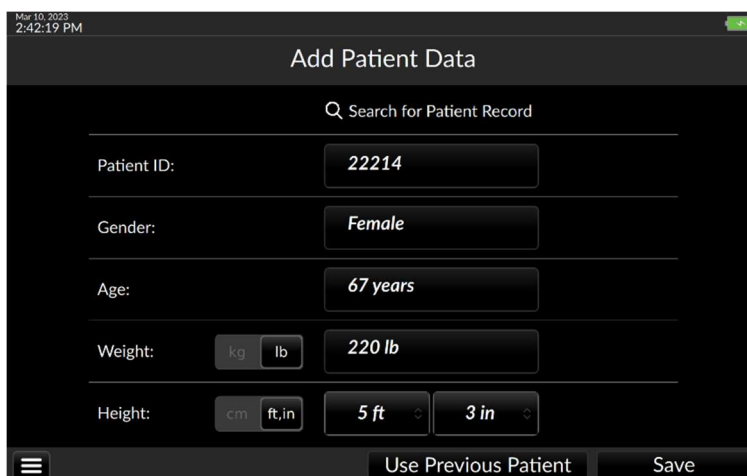 Mar 10, 2023
2:42:19 PM
Add Patient Data
Search for Patient Record
Patient ID: 22214
Gender: Female
Age: 67 years
Weight: kg lb 220 lb
Height: cm ft,in 5 ft 3 in
Use Previous Patient Save